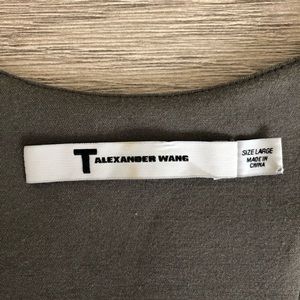 T ALEXANDER WANG
SIZE LARGE
MADE IN
CHINA